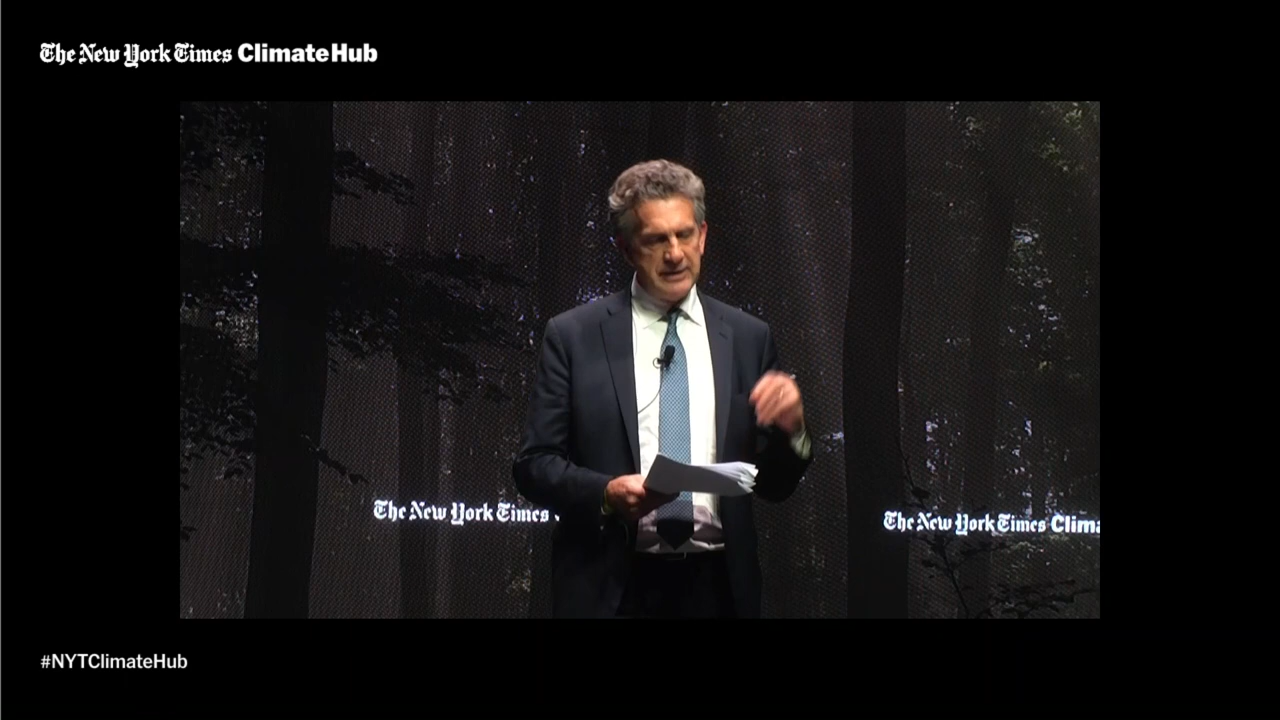 The New York Times Climate Hub
The New York Times
The New York Times Clima
#NYTClimateHub